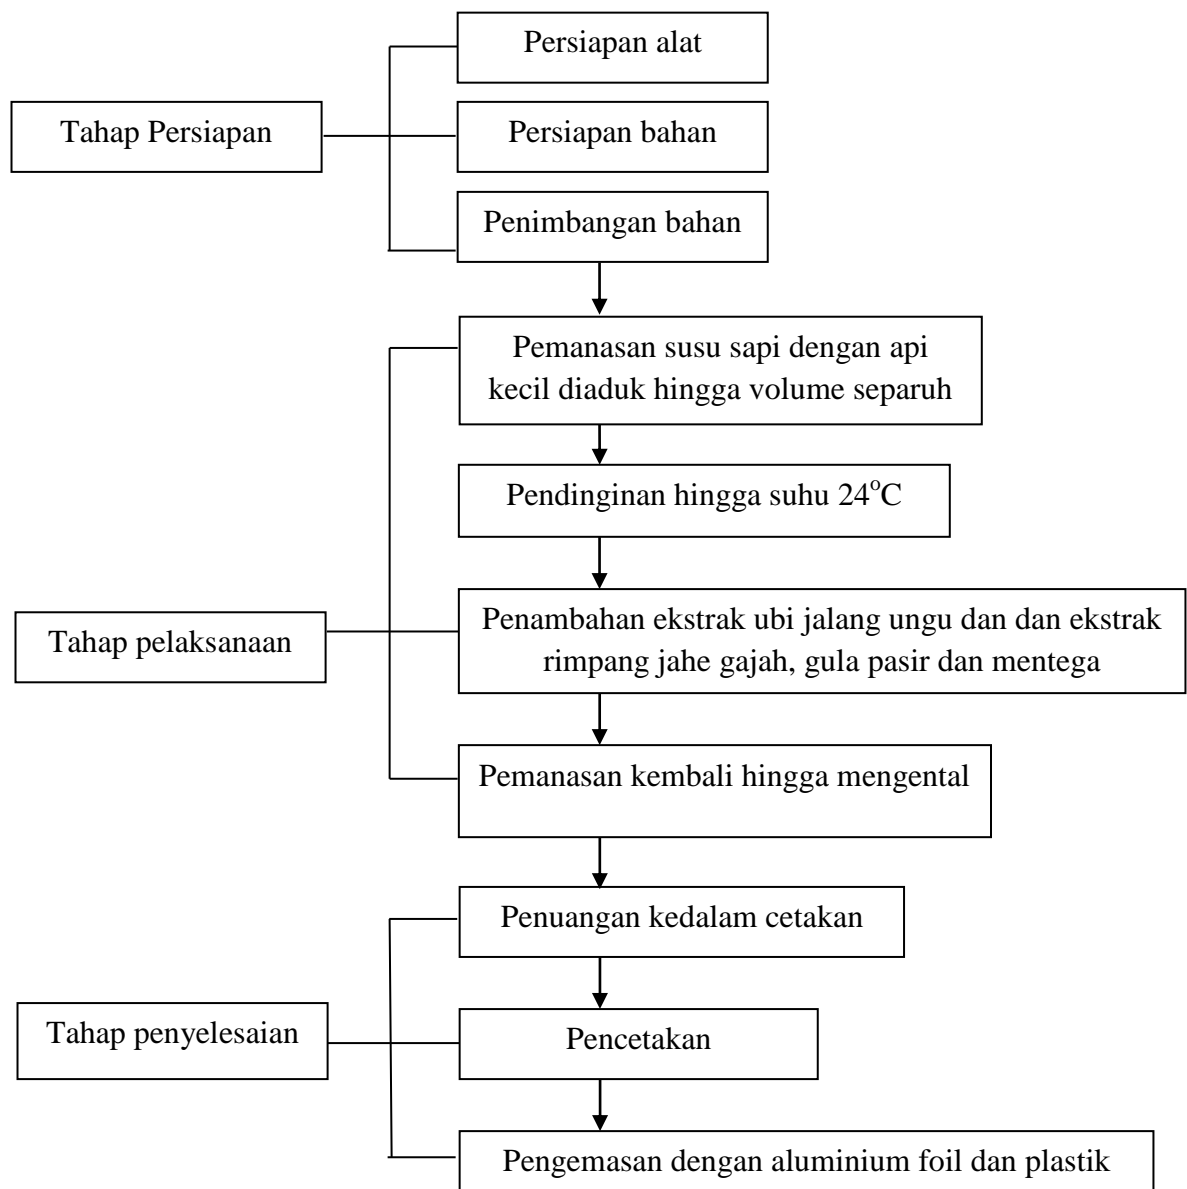 Persiapan alat
Tahap Persiapan
Persiapan bahan
Penimbangan bahan
Pemanasan susu sapi dengan api
kecil diaduk hingga volume separuh
Pendinginan hingga suhu 24°C
Tahap pelaksanaan
Penambahan ekstrak ubi jalang ungu dan dan ekstrak
rimpang jahe gajah, gula pasir dan mentega
Pemanasan kembali hingga mengental
Penuangan kedalam cetakan
Tahap penyelesaian
Pencetakan
Pengemasan dengan aluminium foil dan plastik